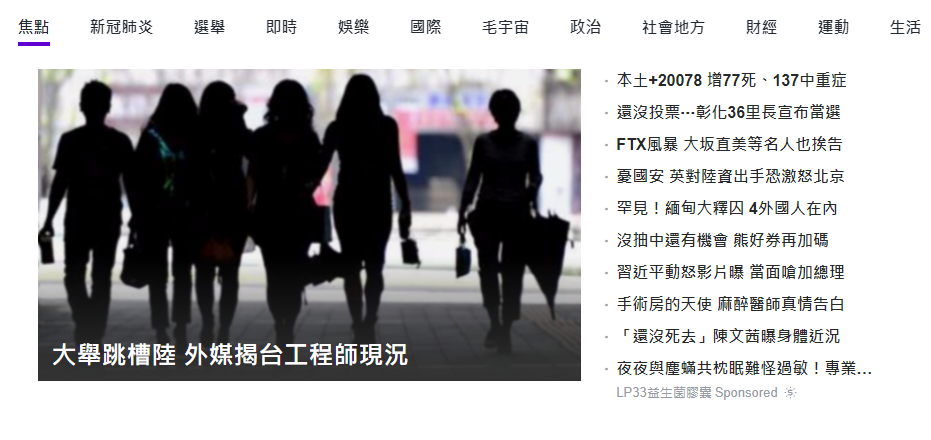 焦點 新冠肺炎 選舉 即時 娛樂 國際 毛宇宙 政治 社會地方 財經 運動 生活
大舉跳槽陸 外媒揭台工程師現況
本土+20078 增77死、137中重症
還沒投票…彰化36里長宣布當選
FTX風暴 大坂直美等名人也挨告
憂國安 英對陸資出手恐激怒北京
罕見！緬甸大釋囚 4外國人在內
沒抽中還有機會 熊好券再加碼
習近平動怒影片曝 當面嗆加總理
手術房的天使 麻醉醫師真情告白
「還沒死去」陳文茜曝身體近況
夜夜與塵蟎共枕眠難怪過敏！專業...
LP33益生菌膠囊 Sponsored